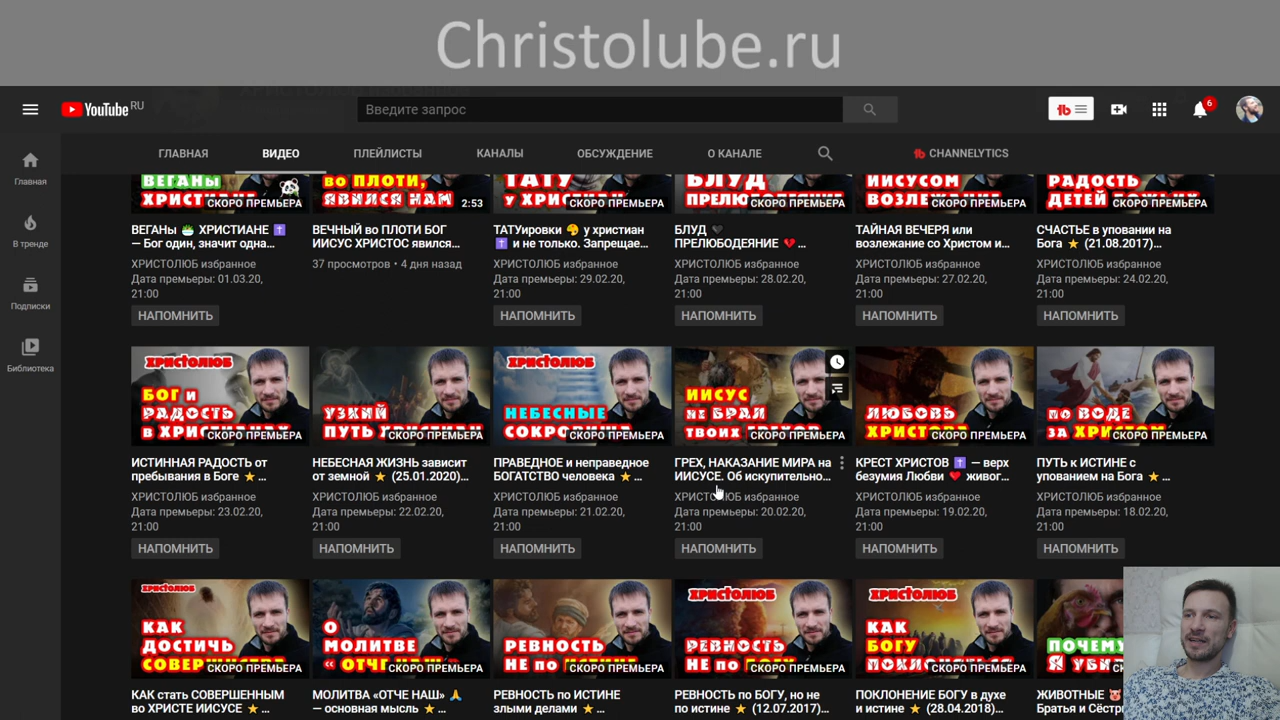 Christolube.ru
YouTube RU
Введите запрос
6
ГЛАВНАЯ
ВИДЕО
ПЛЕЙЛИСТЫ
КАНАЛЫ
ОБСУЖДЕНИЕ
О КАНАЛЕ
CHANNELYTICS
Главная
В тренде
Подписки
Библиотека
ВЕГАНЫ
СКОРО ПРЕМЬЕРА
ВО ПЛОТИ,
ЯВИЛСЯ НАМ
2:53
ТАТУ
СКОРО ПРЕМЬЕРА
БЛУД
СКОРО ПРЕМЬЕРА
ИИСУСОМ
СКОРО ПРЕМЬЕРА
РАДОСТЬ
СКОРО ПРЕМЬЕРА
ВЕГАНЫ 🥗 ХРИСТИАНЕ ✝️
— Бог один, значит одна...
ХРИСТОЛЮБ избранное
Дата премьеры: 01.03.20,
21:00
НАПОМНИТЬ
ВЕЧНЫЙ во ПЛОТИ БОГ
ИИСУС ХРИСТОС явился...
37 просмотров • 4 дня назад
ТАТУировки у христиан
✝️ и не только. Запрещае...
ХРИСТОЛЮБ избранное
Дата премьеры: 29.02.20,
21:00
НАПОМНИТЬ
БЛУД 🖤
ПРЕЛЮБОДЕЯНИЕ 💔...
ХРИСТОЛЮБ избранное
Дата премьеры: 28.02.20,
21:00
НАПОМНИТЬ
ТАЙНАЯ ВЕЧЕРЯ или
возлежание со Христом и...
ХРИСТОЛЮБ избранное
Дата премьеры: 27.02.20,
21:00
НАПОМНИТЬ
СЧАСТЬЕ в уповании на
Бога ⭐ (21.08.2017)...
ХРИСТОЛЮБ избранное
Дата премьеры: 24.02.20,
21:00
НАПОМНИТЬ
ХРИСТОЛЮБ
БОГ и
РАДОСТЬ
СКОРО ПРЕМЬЕРА
УЗКИЙ
ПУТЬ
СКОРО ПРЕМЬЕРА
ХРИСТОЛЮБ
НЕБЕСНЫЕ
СКОРО ПРЕМЬЕРА
ИИСУС
НЕ БРАЛ
ТВОИХ
СКОРО ПРЕМЬЕРА
ЛЮБОВЬ
СКОРО ПРЕМЬЕРА
ПО ВОДЕ
СКОРО ПРЕМЬЕРА
ИСТИННАЯ РАДОСТЬ от
пребывания в Боге ⭐...
ХРИСТОЛЮБ избранное
Дата премьеры: 23.02.20,
21:00
НАПОМНИТЬ
НЕБЕСНАЯ ЖИЗНЬ зависит
от земной ⭐ (25.01.2020)...
ХРИСТОЛЮБ избранное
Дата премьеры: 22.02.20,
21:00
НАПОМНИТЬ
ПРАВЕДНОЕ и неправедное
БОГАТСТВО человека ⭐...
ХРИСТОЛЮБ избранное
Дата премьеры: 21.02.20,
21:00
НАПОМНИТЬ
ГРЕХ, НАКАЗАНИЕ МИРА на
ИИСУСЕ. Об искупительно...
ХРИСТОЛЮБ избранное
Дата премьеры: 20.02.20,
21:00
НАПОМНИТЬ
КРЕСТ ХРИСТОВ ✝️ — верх
безумия Любви ❤️ живог...
ХРИСТОЛЮБ избранное
Дата премьеры: 19.02.20,
21:00
НАПОМНИТЬ
ПУТЬ к ИСТИНЕ с
упованием на Бога ⭐...
ХРИСТОЛЮБ избранное
Дата премьеры: 18.02.20,
21:00
НАПОМНИТЬ
ХРИСТОЛЮБ
КАК
ДОСТИЧЬ
СКОРО ПРЕМЬЕРА
О
МОЛИТВЕ
СКОРО ПРЕМЬЕРА
РЕВНОСТЬ
НЕ ПО
СКОРО ПРЕМЬЕРА
ХРИСТОЛЮБ
РЕВНОСТЬ
НЕ ПО
СКОРО ПРЕМЬЕРА
ХРИСТОЛЮБ
КАК
БОГУ
СКОРО ПРЕМЬЕРА
КАК стать СОВЕРШЕННЫМ
во ХРИСТЕ ИИСУСЕ ⭐...
МОЛИТВА «ОТЧЕ НАШ» 🙏
— основная мысль ⭐...
РЕВНОСТЬ по ИСТИНЕ
злыми делами ⭐...
РЕВНОСТЬ по БОГУ, но не
по истине ⭐ (12.07.2017)...
ПОКЛОНЕНИЕ БОГУ в духе
и истине ⭐ (28.04.2018)...
ЖИВОТНЫЕ 🐷
Братья и Сёстр